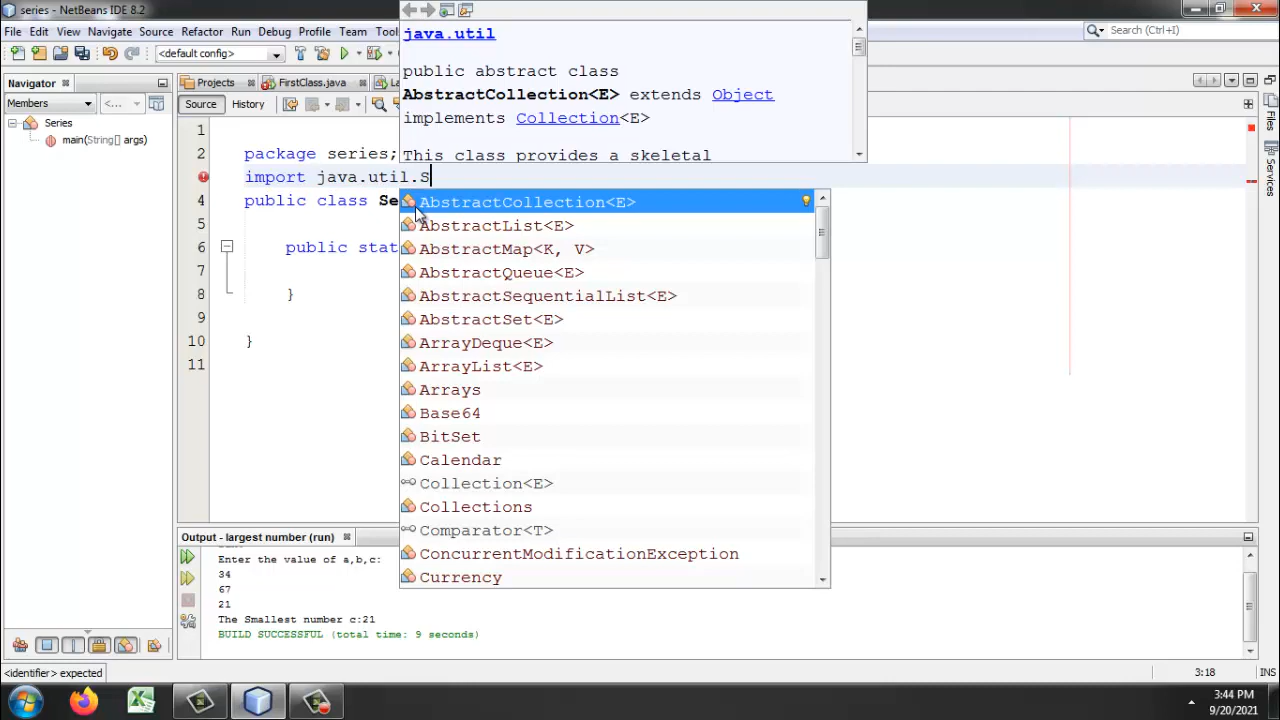 series - NetBeans IDE 8.2
File Edit View Navigate Source Refactor Run Debug Profile Team
Search (Ctrl+I)
<default config>
Navigator
Projects
FirstClass.java
Members
<...
Source
History
java.util
public abstract class
AbstractCollection<E> extends Object
implements Collection<E>
This class provides a skeletal
Series
main(String[] args)
1
2 package series;
import java.util.S
4 public class Se
5
6 public stat
7
8 }
9
10 }
11
AbstractCollection<E>
AbstractList<E>
AbstractMap<K, V>
AbstractQueue<E>
AbstractSequentialList<E>
AbstractSet<E>
ArrayDeque<E>
ArrayList<E>
Arrays
Base64
BitSet
Calendar
Collection<E>
Collections
Comparator<T>
ConcurrentModificationException
Currency
Files
Services
Output - largest number (run)
Enter the value of a,b,c:
34
67
21
The Smallest number c:21
BUILD SUCCESSFUL (total time: 9 seconds)
<identifier> expected
3:18
INS
3:44 PM
9/20/2021